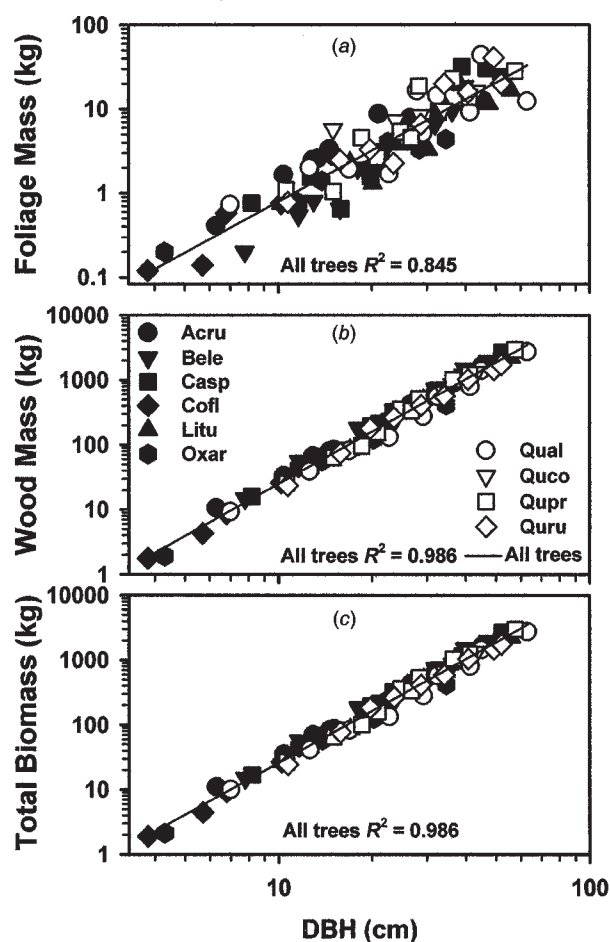 (a)
100
10
1
0.1
Foliage Mass (kg)
All trees R² = 0.845
(b)
10000
1000
100
10
1
Wood Mass (kg)
Acru
Bele
Casp
Cofl
Litu
Oxar
Qual
Quco
Qupr
Quru
All trees R² = 0.986
All trees
(c)
10000
1000
100
10
1
Total Biomass (kg)
All trees R² = 0.986
10
100
DBH (cm)